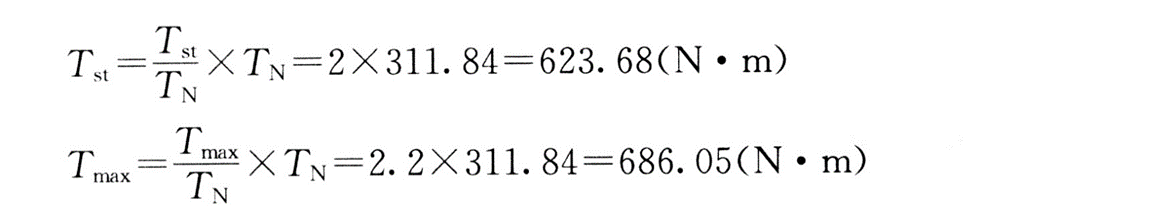 T_st = T_st/T_N × T_N = 2×311.84 = 623.68(N·m)
T_max = T_max/T_N × T_N = 2.2×311.84 = 686.05(N·m)